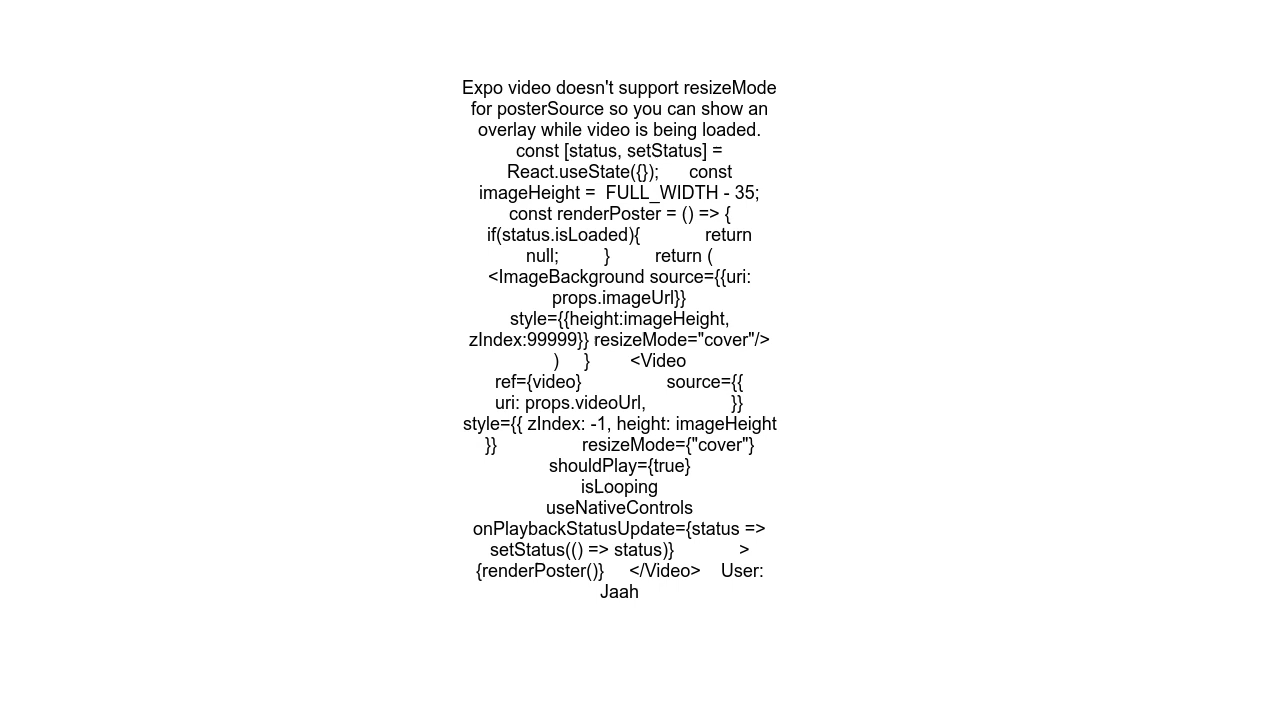 Expo video doesn't support resizeMode
for posterSource so you can show an
overlay while video is being loaded.
const [status, setStatus] =
React.useState({});      const
imageHeight =  FULL_WIDTH - 35;
const renderPoster = () => {
if(status.isLoaded){             return
null;         }         return (
<ImageBackground source={{uri:
props.imageUrl}}
style={{height:imageHeight,
zIndex:99999}} resizeMode="cover"/>
)     }        <Video
ref={video}                 source={{
uri: props.videoUrl,                 }}
style={{ zIndex: -1, height: imageHeight
}}                 resizeMode={"cover"}
shouldPlay={true}
isLooping
useNativeControls
onPlaybackStatusUpdate={status =>
setStatus(() => status)}             >
{renderPoster()}     </Video>    User:
Jaah